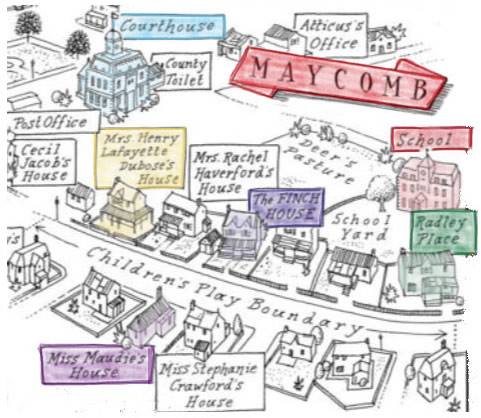 Courthouse
Atticus's
Office
County
Toilet
MAYCOMB
Post Office
Cecil
Jacob's
House
Mrs. Henry
Lafayette
Dubose's
House
Mrs. Rachel
Haverford's
House
Deer's
Pasture
School
The FINCH
HOUSE
School
Yard
Radley
Place
Children's Play Boundary
Miss Maudie's
House
Miss Stephanie
Crawford's
House